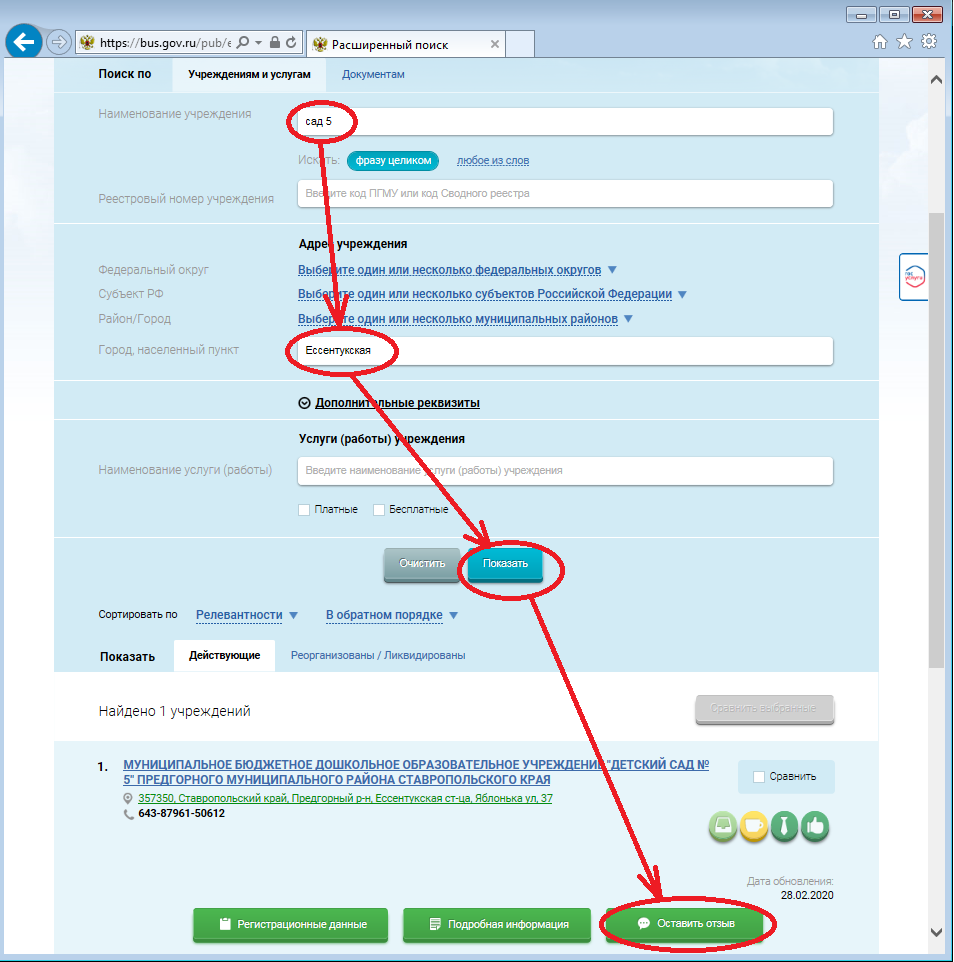 https://bus.gov.ru/pub/e
Расширенный поиск
Поиск по Учреждениям и услугам Документам
Наименование учреждения сад 5
Искать: фразу целиком любое из слов
Реестровый номер учреждения Введите код ПГМУ или код Сводного реестра
Адрес учреждения
Федеральный округ Выберите один или несколько федеральных округов
Субъект РФ Выберите один или несколько субъектов Российской Федерации
Район/Город Выберите один или несколько муниципальных районов
Город, населенный пункт Ессентукская
Дополнительные реквизиты
Услуги (работы) учреждения
Наименование услуги (работы) Введите наименование услуги (работы) учреждения
Платные Бесплатные
Очистить Показать
Сортировать по Релевантности В обратном порядке
Показать Действующие Реорганизованы / Ликвидированы
Найдено 1 учреждений Сравнить выбранные
1. МУНИЦИПАЛЬНОЕ БЮДЖЕТНОЕ ДОШКОЛЬНОЕ ОБРАЗОВАТЕЛЬНОЕ УЧРЕЖДЕНИЕ "ДЕТСКИЙ САД №
5" ПРЕДГОРНОГО МУНИЦИПАЛЬНОГО РАЙОНА СТАВРОПОЛЬСКОГО КРАЯ
Сравнить
357350, Ставропольский край, Предгорный р-н, Ессентукская ст-ца, Яблонька ул, 37
643-87961-50612
Дата обновления:
28.02.2020
Регистрационные данные Подробная информация Оставить отзыв